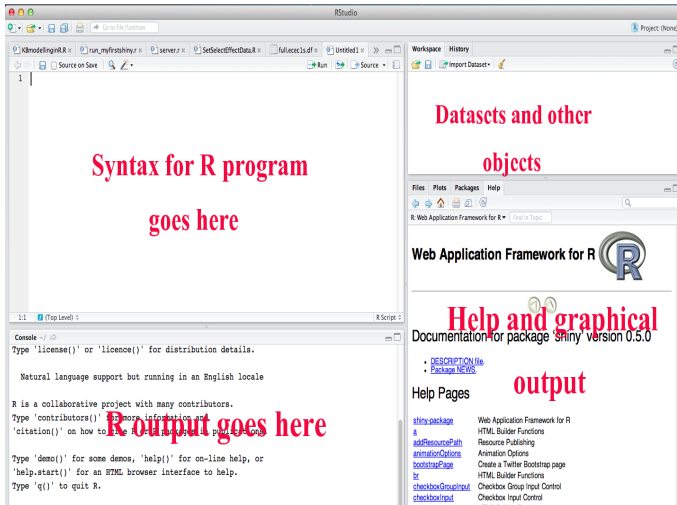 RStudio
Go to file/function
Project: (None)
K8modellinginR.R × run_myfirstshiny.r × server.r × SetSelectEffectData.R × full.ecec1s.df × Untitled1 ×
Source on Save Run Source
1
Syntax for R program
goes here
1:1 (Top Level) R Script
Console ~/
Type 'license()' or 'licence()' for distribution details.
Natural language support but running in an English locale
R is a collaborative project with many contributors.
Type 'contributors()' for more information and
'citation()' on how to cite R or R packages in publications.
R output goes here
Type 'demo()' for some demos, 'help()' for on-line help, or
'help.start()' for an HTML browser interface to help.
Type 'q()' to quit R.
Workspace History
Import Dataset
Datasets and other
objects
Files Plots Packages Help
R: Web Application Framework for R Find in Topic
Web Application Framework for R
R
Help and graphical
output
Documentation for package 'shiny' version 0.5.0
DESCRIPTION file.
Package NEWS.
Help Pages
shiny-package Web Application Framework for R
a HTML Builder Functions
addResourcePath Resource Publishing
animationOptions Animation Options
bootstrapPage Create a Twitter Bootstrap page
br HTML Builder Functions
checkboxGroupInput Checkbox Group Input Control
checkboxInput Checkbox Input Control